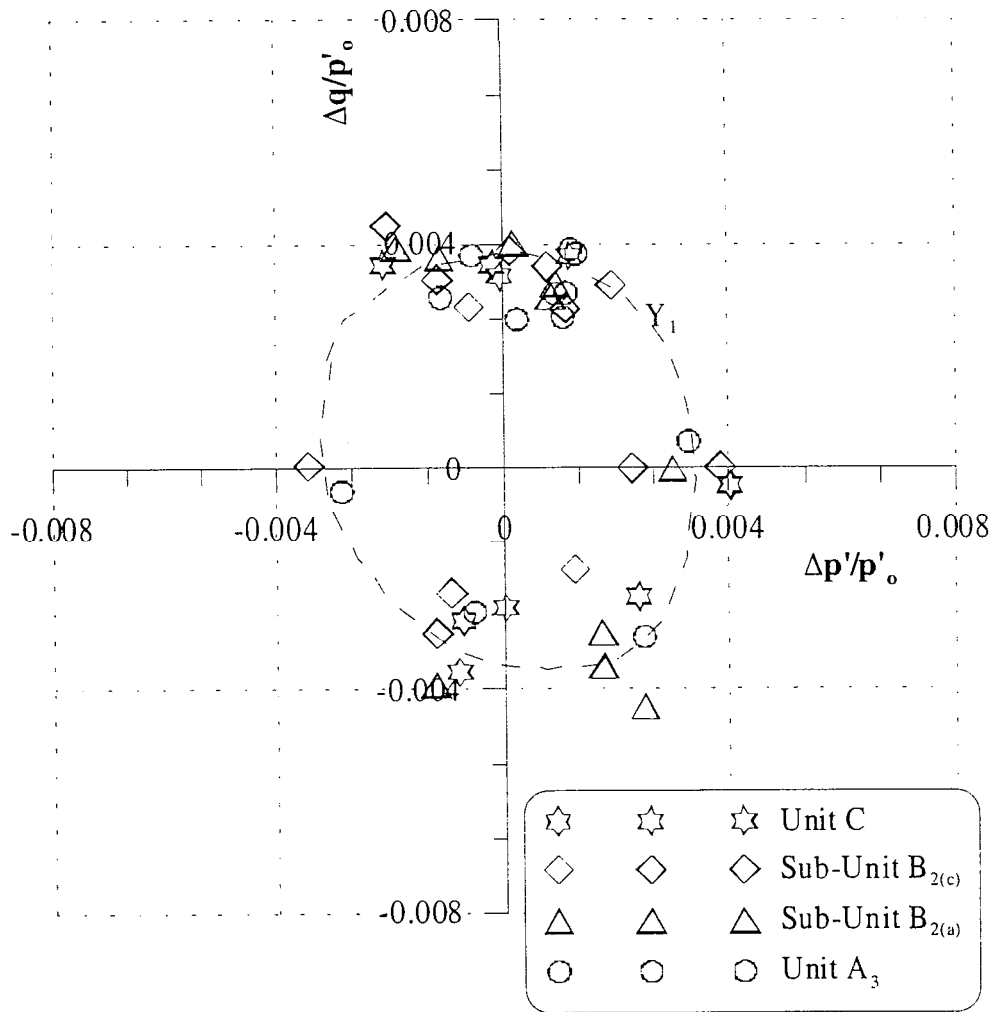 0.008
Δq/p'ₒ
0.004
Y₁
0
-0.008
-0.004
0
0.004
0.008
Δp'/p'ₒ
-0.004
-0.008
Unit C
Sub-Unit B₂₍c₎
Sub-Unit B₂₍ₐ₎
Unit A₃